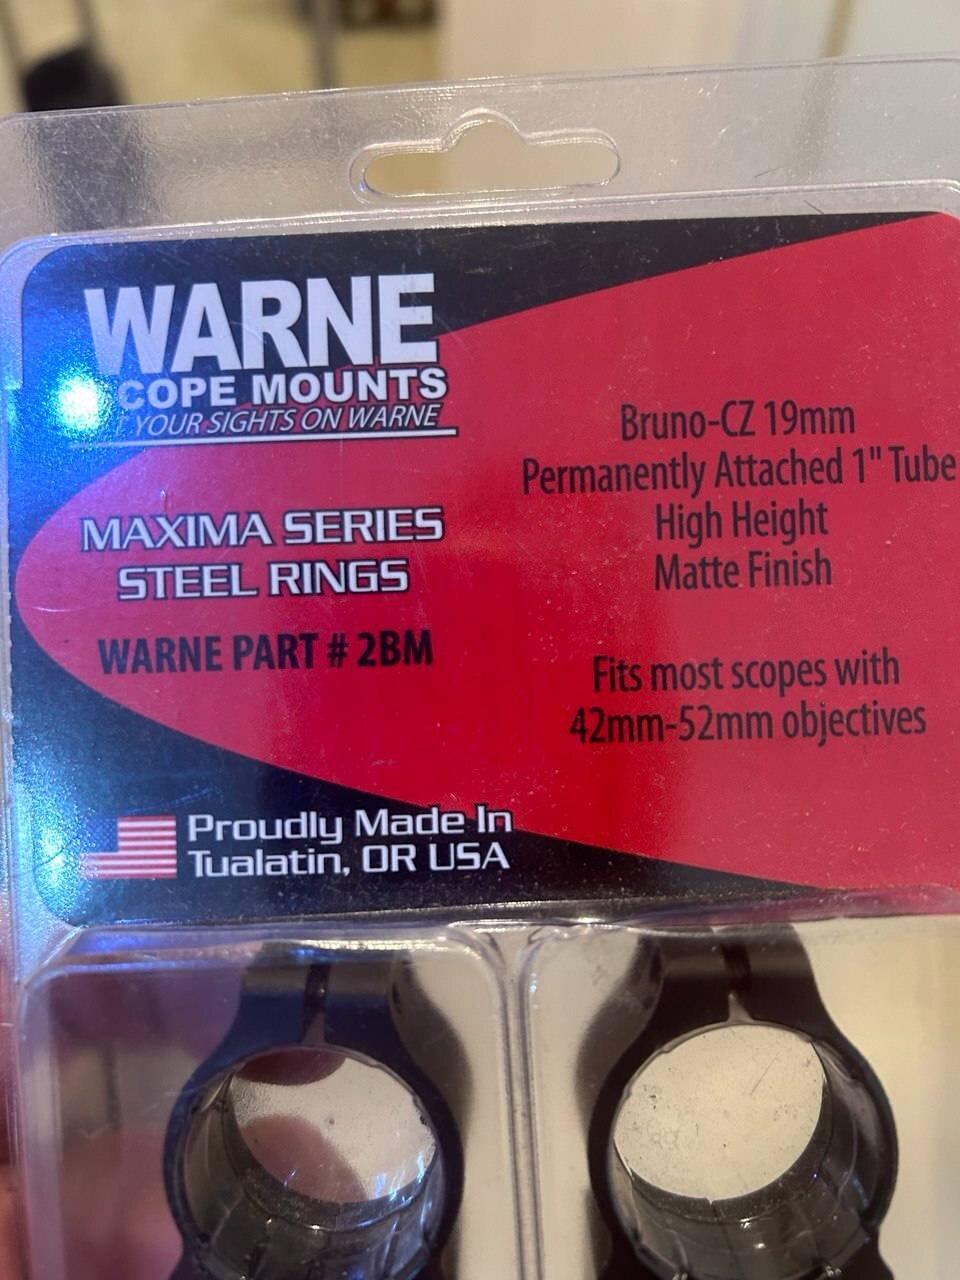 WARNE
COPE MOUNTS
YOUR SIGHTS ON WARNE
MAXIMA SERIES
STEEL RINGS
WARNE PART # 2BM
Proudly Made In
Tualatin, OR USA
Bruno-CZ 19mm
Permanently Attached 1" Tube
High Height
Matte Finish
Fits most scopes with
42mm-52mm objectives